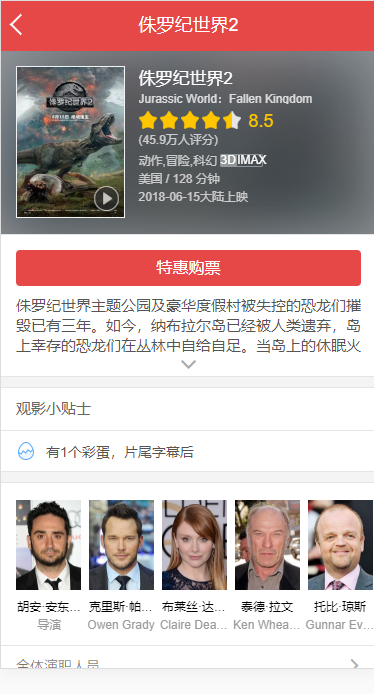 侏罗纪世界2
侏罗纪世界2
侏罗纪世界2
Jurassic World：Fallen Kingdom
8.5
(45.9万人评分)
动作,冒险,科幻 3D IMAX
美国 / 128 分钟
2018-06-15大陆上映
特惠购票
侏罗纪世界主题公园及豪华度假村被失控的恐龙们摧
毁已有三年。如今，纳布拉尔岛已经被人类遗弃，岛
上幸存的恐龙们在丛林中自给自足。当岛上的休眠火
观影小贴士
有1个彩蛋，片尾字幕后
胡安·安东...
克里斯·帕...
布莱丝·达...
泰德·拉文
托比·琼斯
导演
Owen Grady
Claire Dea...
Ken Whea...
Gunnar Ev...
全体演职人员